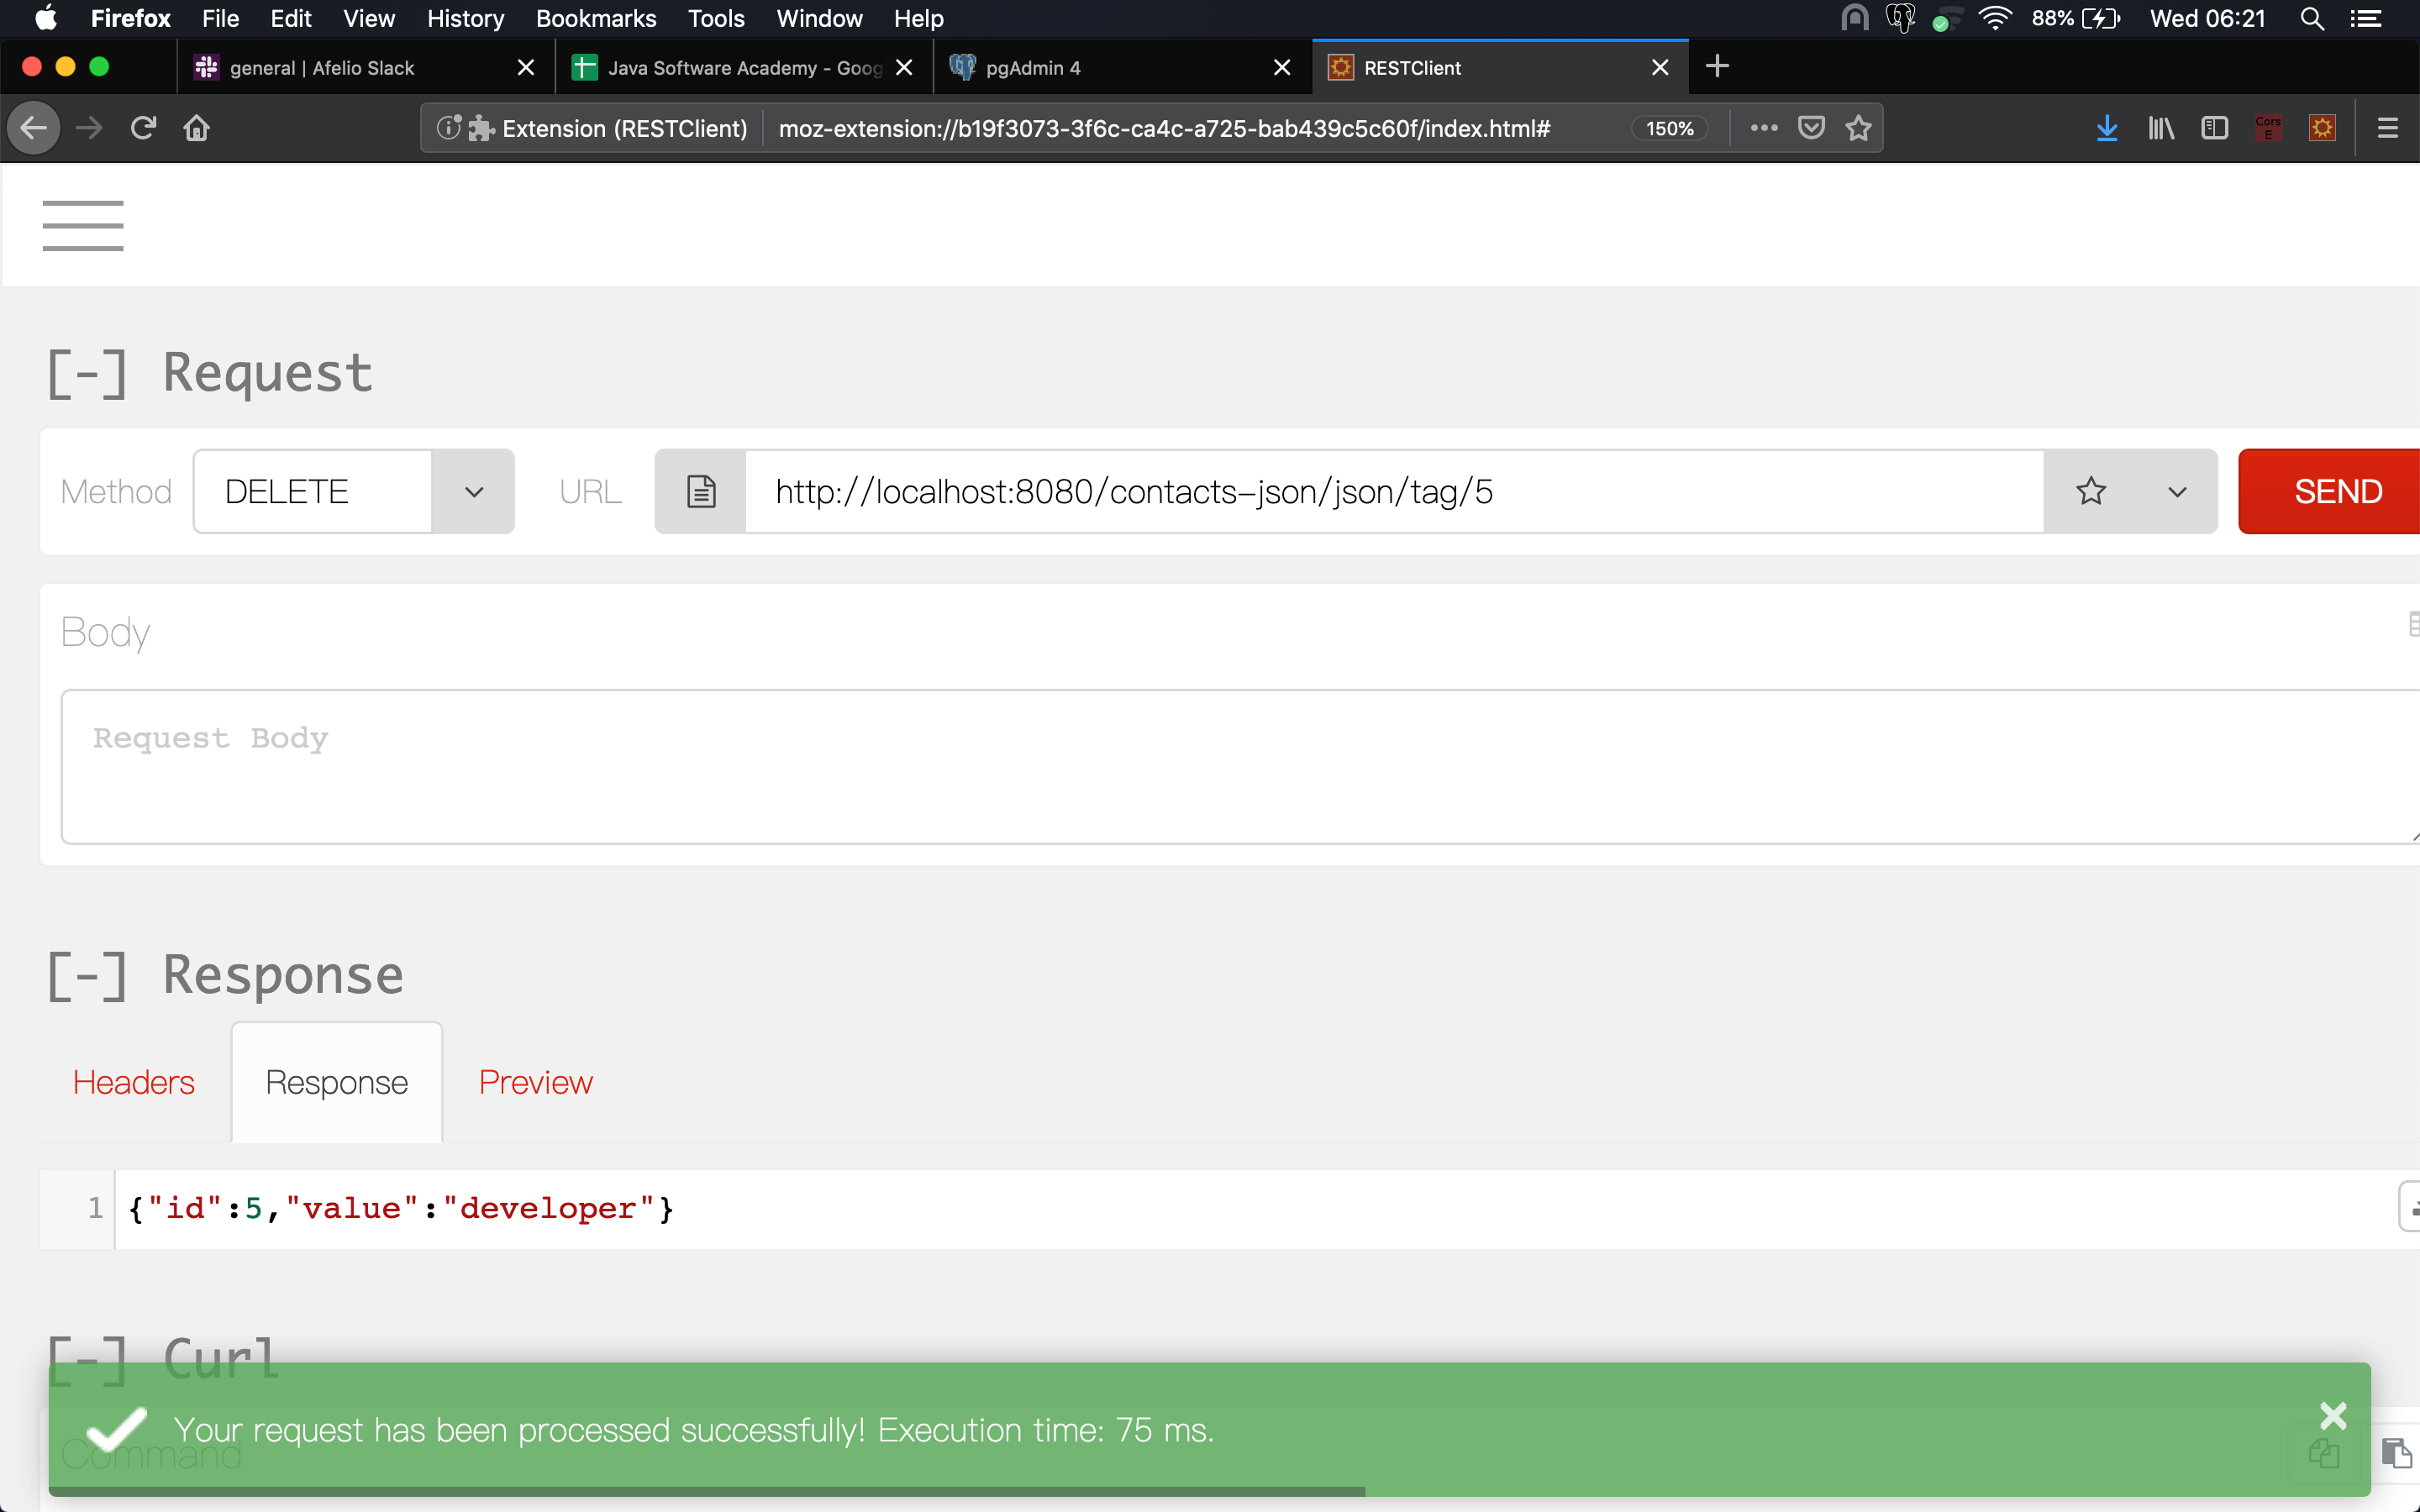 Firefox File Edit View History Bookmarks Tools Window Help 88% Wed 06:21
general | Afelio Slack Java Software Academy - Goog pgAdmin 4 RESTClient
Extension (RESTClient) moz-extension://b19f3073-3f6c-ca4c-a725-bab439c5c60f/index.html# 150% Cors E
[-] Request
Method DELETE URL http://localhost:8080/contacts-json/json/tag/5 SEND
Body
Request Body
[-] Response
Headers Response Preview
1 {"id":5,"value":"developer"}
[-] Curl
Your request has been processed successfully! Execution time: 75 ms.
Command